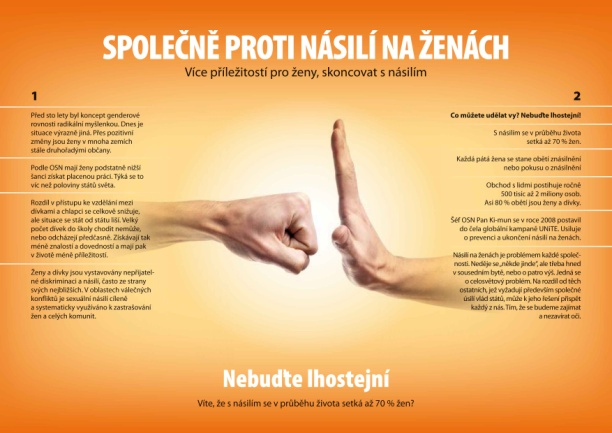 SPOLEČNĚ PROTI NÁSILÍ NA ŽENÁCH
Více příležitostí pro ženy, skoncovat s násilím
1
Před sto lety byl koncept genderové
rovnosti radikální myšlenkou. Dnes je
situace výrazně jiná. Přes pozitivní
změny jsou ženy v mnoha zemích
stále druhořadými občany.
Podle OSN mají ženy podstatně nižší
šanci získat placenou práci. Týká se to
víc než poloviny států světa.
Rozdíl v přístupu ke vzdělání mezi
dívkami a chlapci se celkově snižuje,
ale situace se stát od státu liší. Velký
počet dívek do školy chodit nemůže,
nebo odcházejí předčasně. Získávají tak
méně znalostí a dovedností a mají pak
v životě méně příležitostí.
Ženy a dívky jsou vystavovány nepřijatel-
né diskriminaci a násilí, často ze strany
svých nejbližších. V oblastech válečných
konfliktů je sexuální násilí cíleně
a systematicky využíváno k zastrašování
žen a celých komunit.
2
Co můžete udělat vy? Nebuďte lhostejní!
S násilím se v průběhu života
setká až 70 % žen.
Každá pátá žena se stane obětí znásilnění
nebo pokusu o znásilnění
Obchod s lidmi postihuje ročně
500 tisíc až 2 miliony osob.
Asi 80 % obětí jsou ženy a dívky.
Šéf OSN Pan Ki-mun se v roce 2008 postavil
do čela globální kampaně UNiTE. Usiluje
o prevenci a ukončení násilí na ženách.
Násilí na ženách je problémem každé společ-
nosti. Neděje se „někde jinde“, ale třeba hned
v sousedním bytě, nebo o patro výš. Jedná se
o celosvětový problém. Na rozdíl od těch
ostatních, jež vyžadují především společné
úsilí vlád států, může k jeho řešení přispět
každý z nás. Tím, že se budeme zajímat
a nezavírat oči.
Nebuďte lhostejní
Víte, že s násilím se v průběhu života setká až 70 % žen?